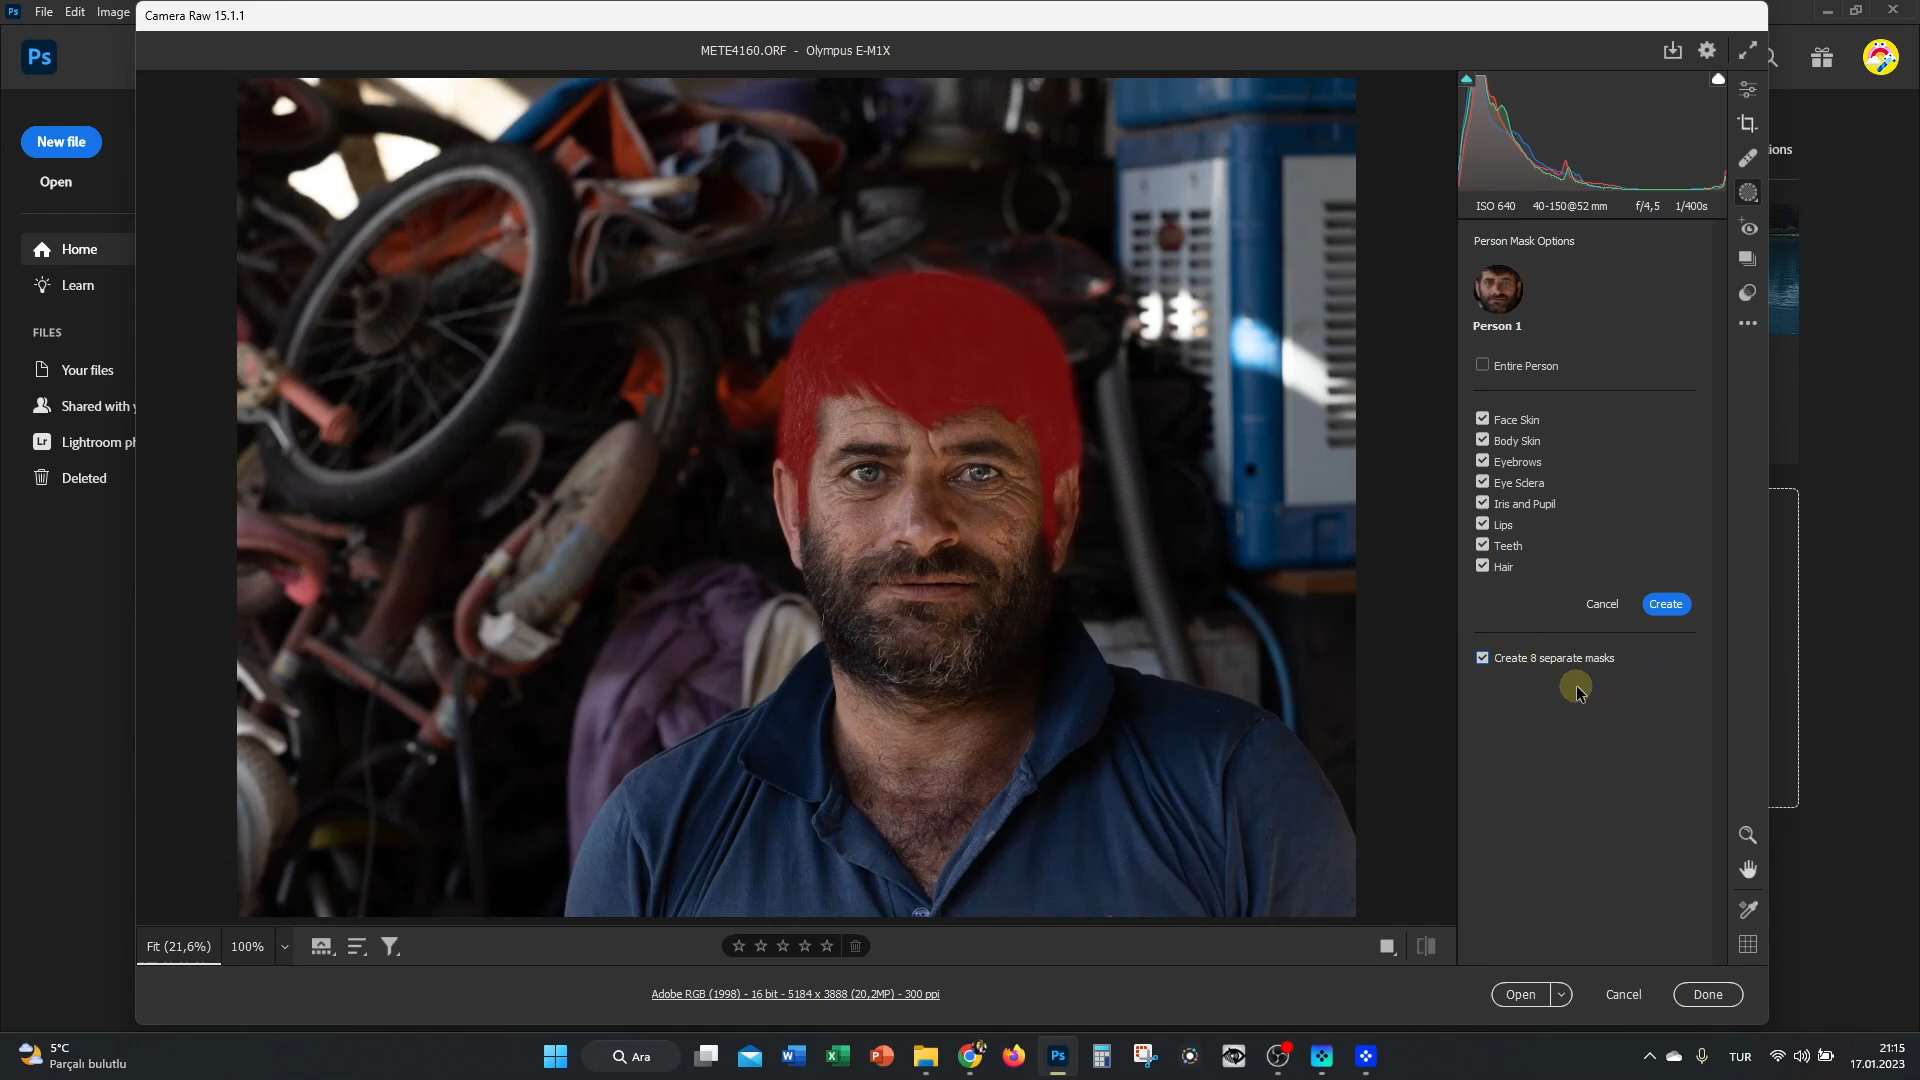 Ps File Edit Image
Camera Raw 15.1.1
METE4160.ORF - Olympus E-M1X
Ps
New file
Open
Home
Learn
FILES
Your files
Shared with
Lr Lightroom
Deleted
ISO 640 40-150@52 mm f/4,5 1/400s
Person Mask Options
Person 1
Entire Person
Face Skin
Body Skin
Eyebrows
Eye Sclera
Iris and Pupil
Lips
Teeth
Hair
Cancel Create
Create 8 separate masks
Fit (21,6%) 100%
Adobe RGB (1998) - 16 bit - 5184 x 3888 (20,2MP) - 300 ppi
Open Cancel Done
5°C
Parçalı bulutlu
Ara
TUR
21:15
17.01.2023